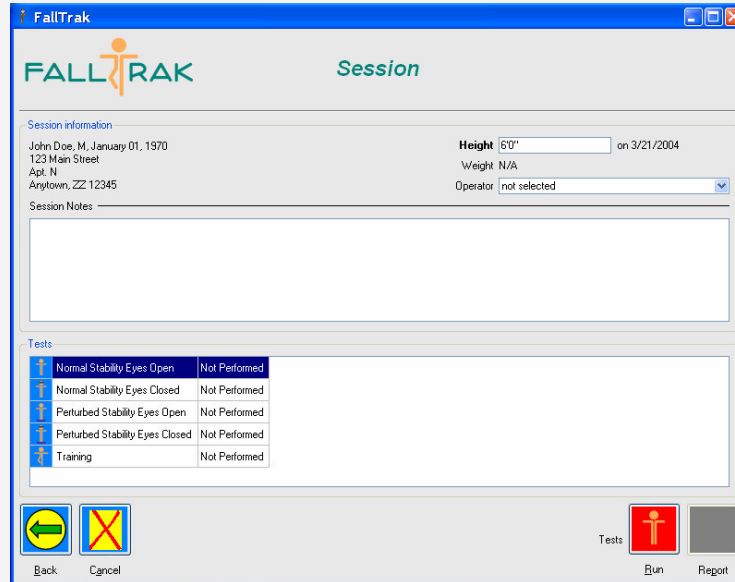 FallTrak
FALLTRAK
Session
Session information
John Doe, M, January 01, 1970
123 Main Street
Apt. N
Anytown, ZZ 12345
Height 6'0" on 3/21/2004
Weight N/A
Operator not selected
Session Notes
Tests
Normal Stability Eyes Open Not Performed
Normal Stability Eyes Closed Not Performed
Perturbed Stability Eyes Open Not Performed
Perturbed Stability Eyes Closed Not Performed
Training Not Performed
Back Cancel Tests Run Report